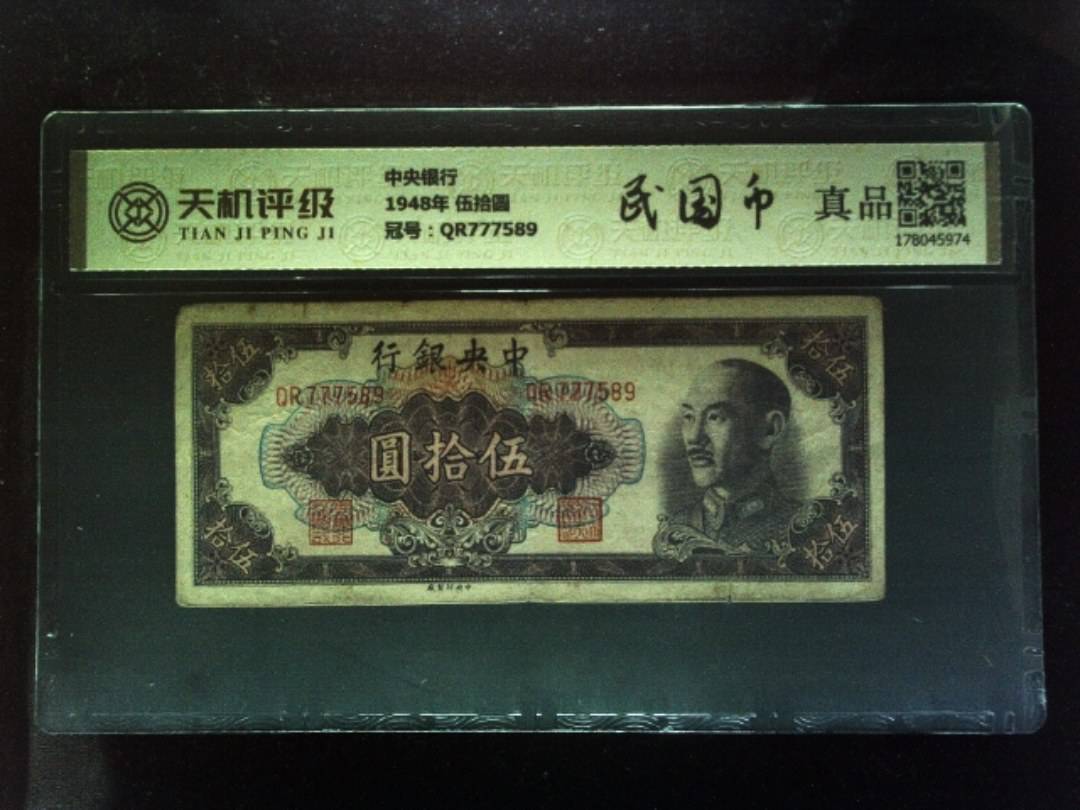 天机评级
TIAN JI PING JI
中央银行
1948年 伍拾圆
冠号：QR777589
民国币
真品
178045974
行銀央中
QR777589
QR777589
圓拾伍
拾伍
拾伍
拾伍
拾伍